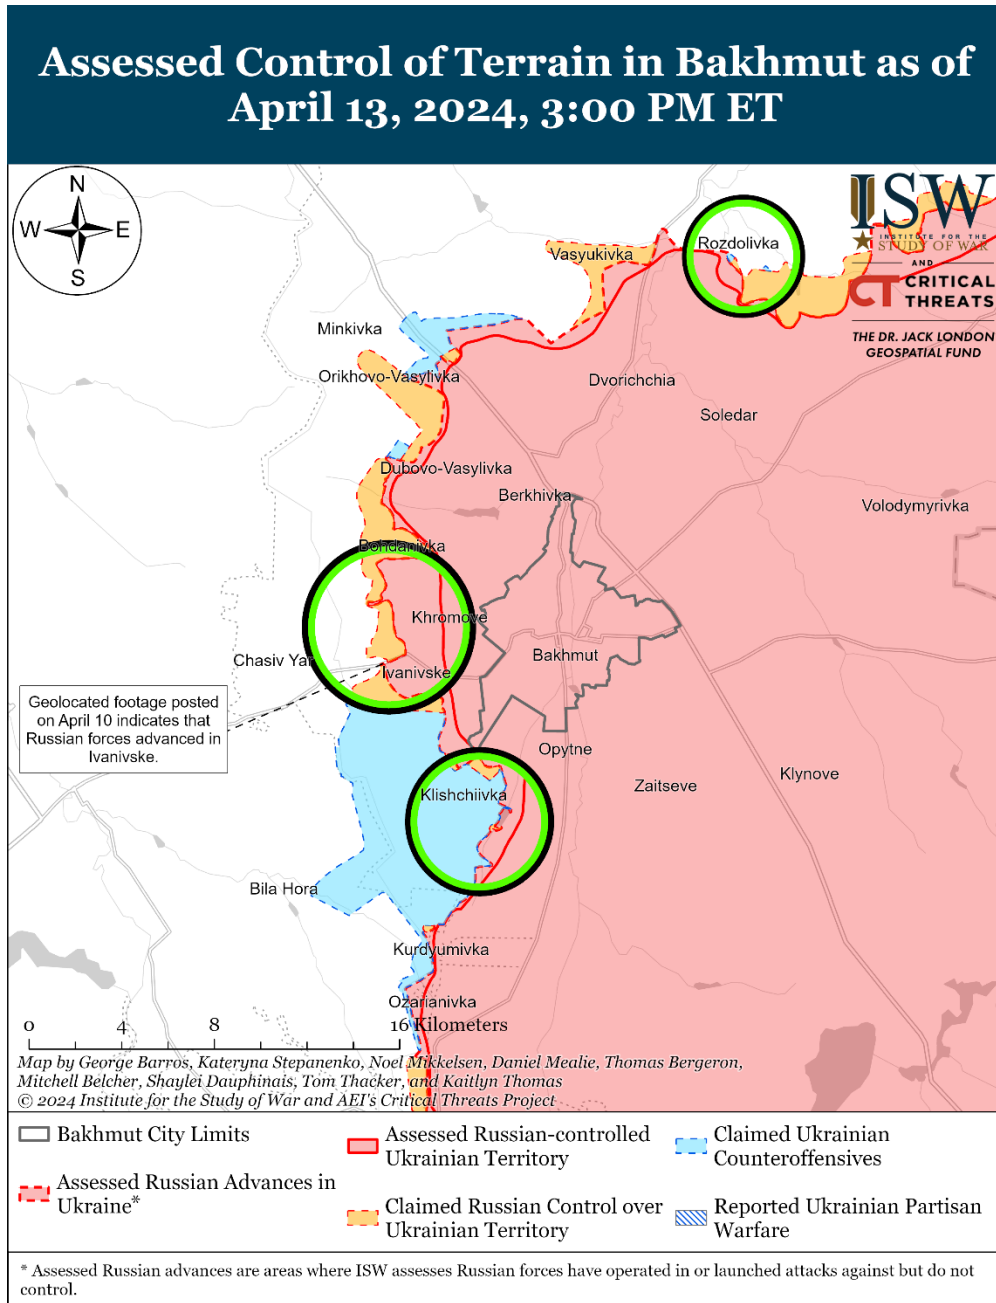 Assessed Control of Terrain in Bakhmut as of
April 13, 2024, 3:00 PM ET
N
W
E
S
ISW
INSTITUTE FOR THE
STUDY OF WAR
AND
CT CRITICAL
THREATS
THE DR. JACK LONDON
GEOSPATIAL FUND
Rozdolivka
Vasyukivka
Minkivka
Orikhovo-Vasylivka
Dvorichchia
Soledar
Dubovo-Vasylivka
Berkhivka
Volodymyrivka
Bohdanivka
Khromove
Chasiv Yar
Bakhmut
Ivanivske
Geolocated footage posted
on April 10 indicates that
Russian forces advanced in
Ivanivske.
Opytne
Klynove
Zaitseve
Klishchiivka
Bila Hora
Kurdyumivka
Ozarianivka
0 4 8 16 Kilometers
Map by George Barros, Kateryna Stepanenko, Noel Mikkelsen, Daniel Mealie, Thomas Bergeron,
Mitchell Belcher, Shaylei Dauphinais, Tom Thacker, and Kaitlyn Thomas
© 2024 Institute for the Study of War and AEI's Critical Threats Project
Bakhmut City Limits
Assessed Russian Advances in
Ukraine*
Assessed Russian-controlled
Ukrainian Territory
Claimed Russian Control over
Ukrainian Territory
Claimed Ukrainian
Counteroffensives
Reported Ukrainian Partisan
Warfare
* Assessed Russian advances are areas where ISW assesses Russian forces have operated in or launched attacks against but do not
control.